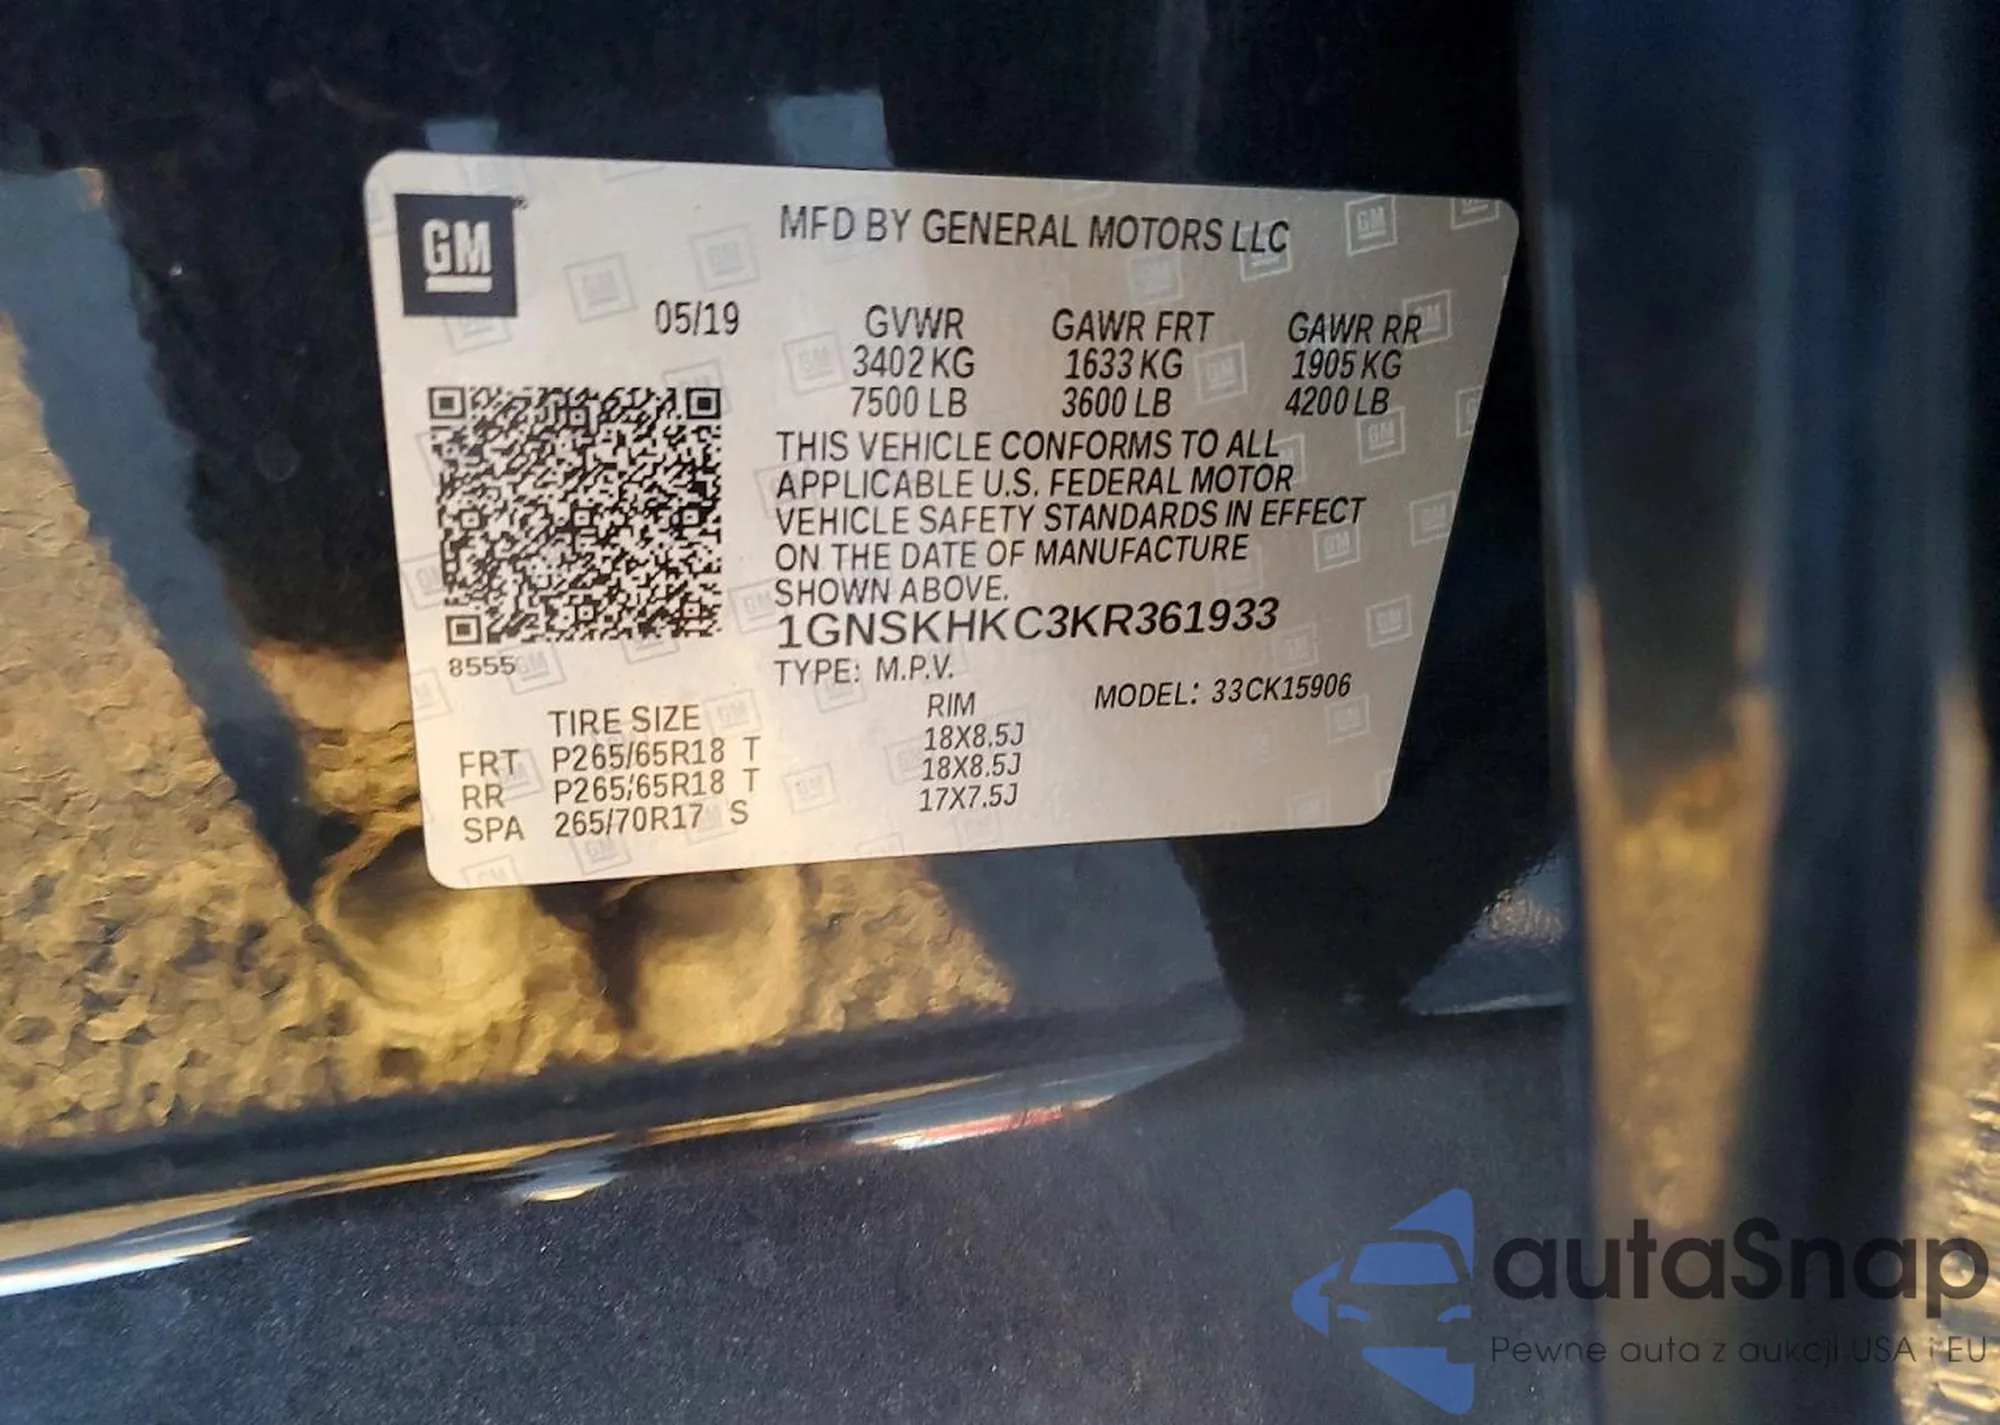 GM
MFD BY GENERAL MOTORS LLC
05/19 GVWR GAWR FRT GAWR RR
3402 KG 1633 KG 1905 KG
7500 LB 3600 LB 4200 LB
THIS VEHICLE CONFORMS TO ALL
APPLICABLE U.S. FEDERAL MOTOR
VEHICLE SAFETY STANDARDS IN EFFECT
ON THE DATE OF MANUFACTURE
SHOWN ABOVE.
1GNSKHKC3KR361933
8555
TYPE: M.P.V. MODEL: 33CK15906
TIRE SIZE RIM
FRT P265/65R18 T 18X8.5J
RR P265/65R18 T 18X8.5J
SPA 265/70R17 S 17X7.5J
autaSnap
Pewne auta z aukcji USA i EU